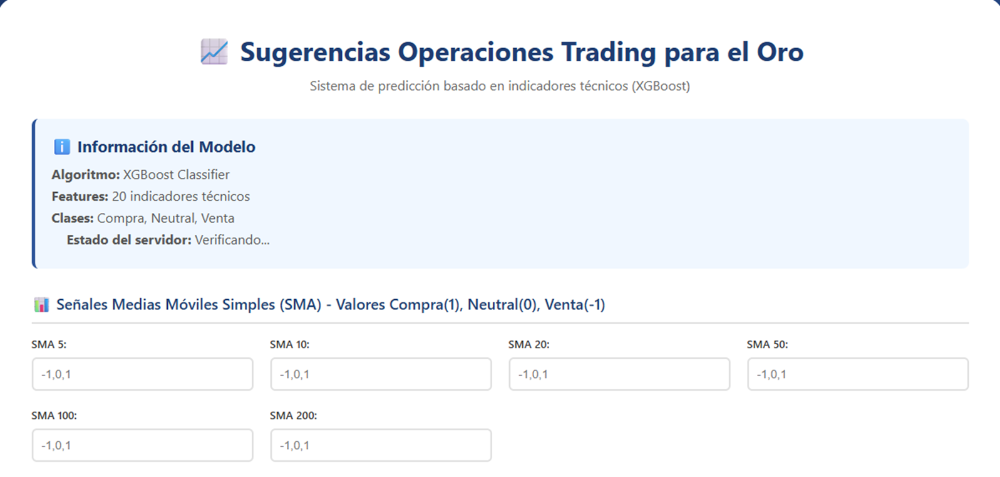 Sugerencias Operaciones Trading para el Oro
Sistema de predicción basado en indicadores técnicos (XGBoost)
Información del Modelo
Algoritmo: XGBoost Classifier
Features: 20 indicadores técnicos
Clases: Compra, Neutral, Venta
Estado del servidor: Verificando...
Señales Medias Móviles Simples (SMA) - Valores Compra(1), Neutral(0), Venta(-1)
SMA 5: SMA 10: SMA 20: SMA 50:
-1,0,1 -1,0,1 -1,0,1 -1,0,1
SMA 100: SMA 200:
-1,0,1 -1,0,1